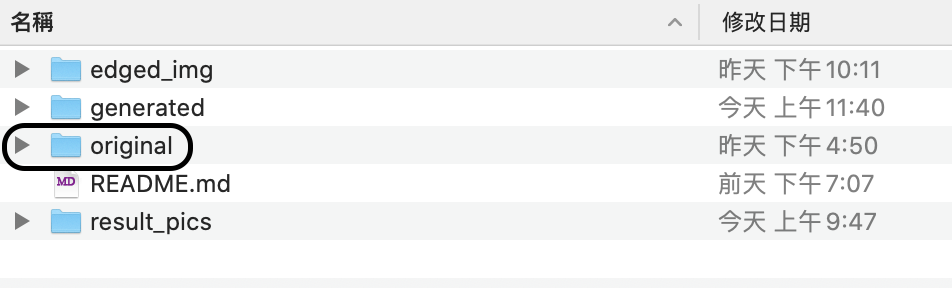 名稱 修改日期
edged_img 昨天 下午10:11
generated 今天 上午11:40
original 昨天 下午4:50
MD README.md 前天 下午7:07
result_pics 今天 上午9:47